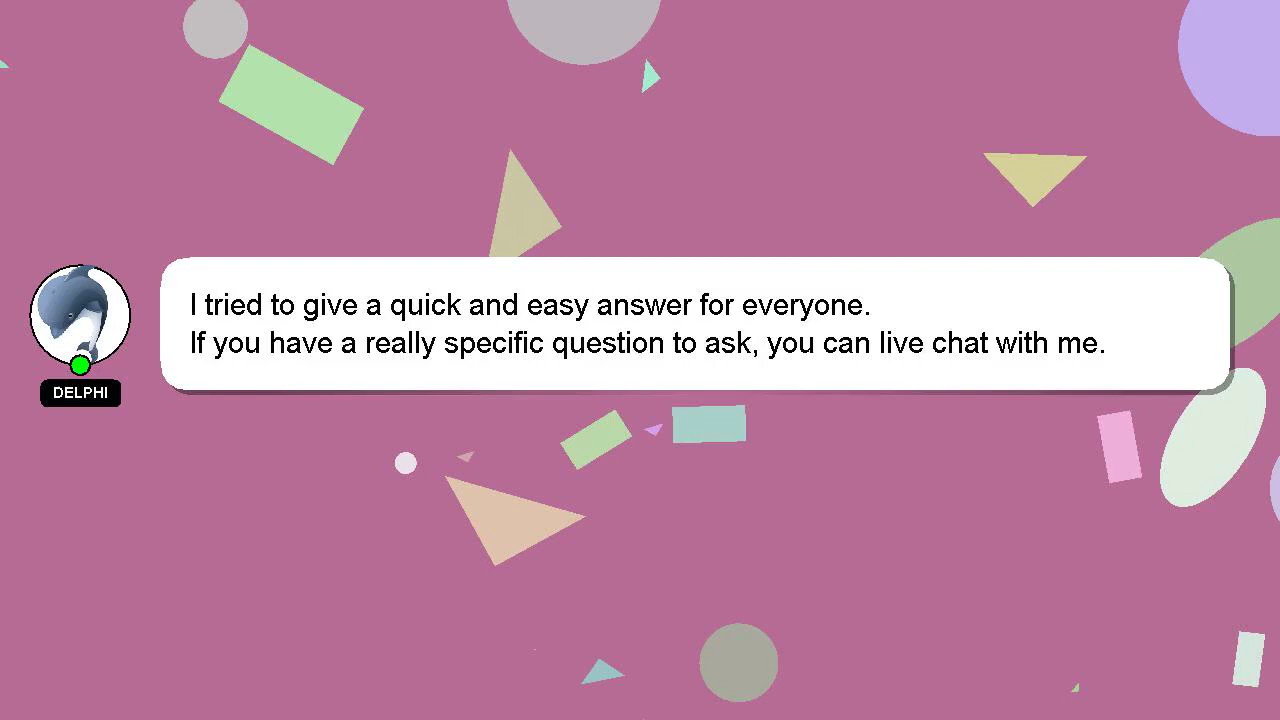 I tried to give a quick and easy answer for everyone.
If you have a really specific question to ask, you can live chat with me.
DELPHI